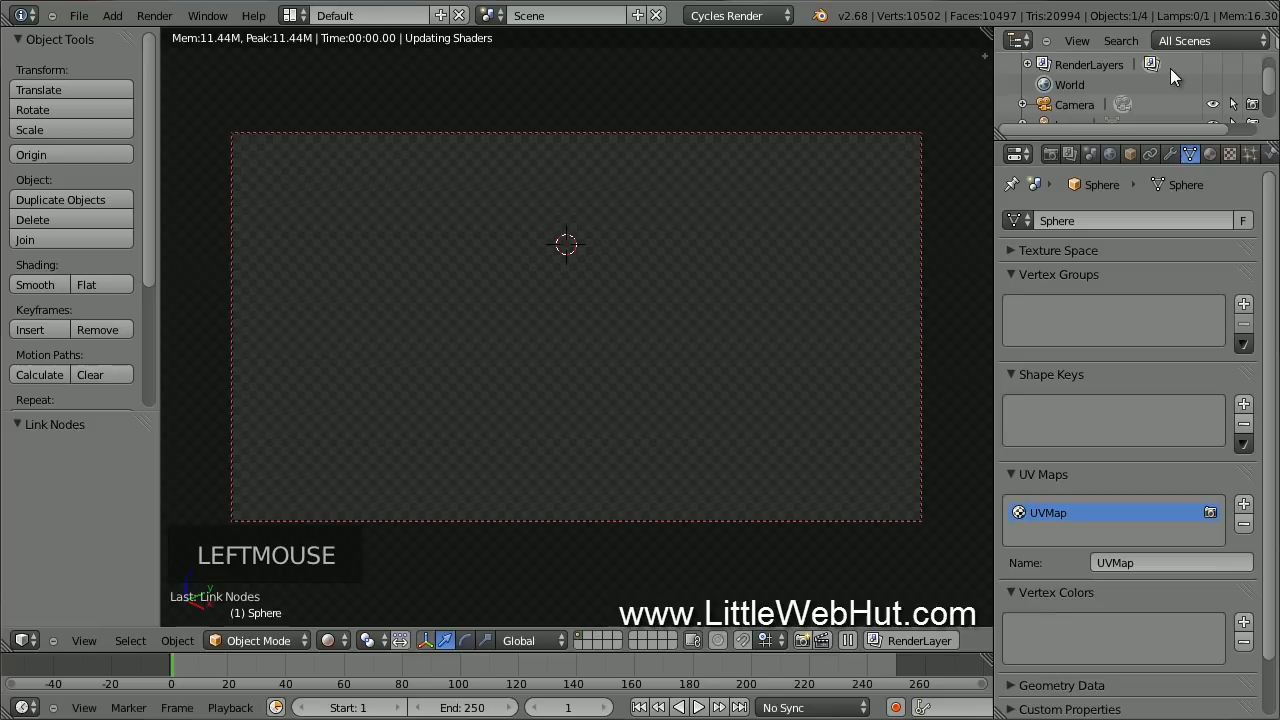 File Add Render Window Help Default Scene Cycles Render v2.68 | Verts:10502 | Faces:10497 | Tris:20994 | Objects:1/4 | Lamps:0/1 | Mem:16.30
Object Tools
Mem:11.44M, Peak:11.44M | Time:00:00.00 | Updating Shaders
View Search All Scenes
Transform:
RenderLayers |
Translate
World
Rotate
Camera |
Scale
Origin
Object:
Sphere Sphere
Duplicate Objects
Delete
Sphere F
Join
Texture Space
Shading:
Vertex Groups
Smooth Flat
Keyframes:
Insert Remove
Motion Paths:
Calculate Clear
Shape Keys
Repeat:
Link Nodes
UV Maps
UVMap
LEFTMOUSE
Name: UVMap
Last: Link Nodes
Vertex Colors
(1) Sphere
www.LittleWebHut.com
View Select Object Object Mode Global RenderLayer
-40 -20 0 20 40 60 80 100 120 140 160 180 200 220 240 260
Geometry Data
View Marker Frame Playback Start: 1 End: 250 1 No Sync
Custom Properties